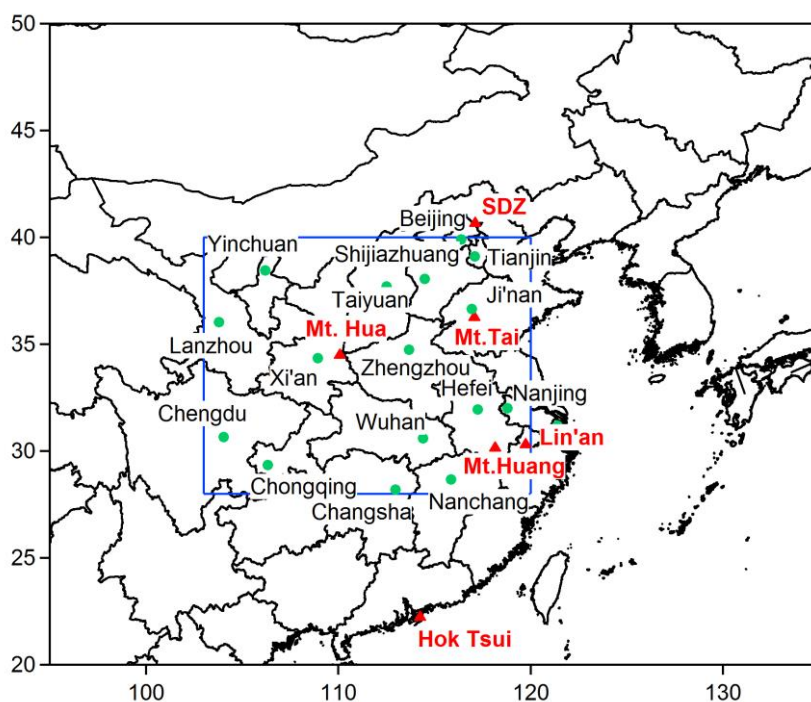 50
45
40
35
30
25
20
SDZ
Beijing
Yinchuan
Shijiazhuang
Tianjin
Taiyuan
Ji'nan
Mt. Hua
Mt.Tai
Lanzhou
Xi'an
Zhengzhou
Hefei
Nanjing
Chengdu
Wuhan
Lin'an
Mt.Huang
Chongqing
Nanchang
Changsha
Hok Tsui
100
110
120
130